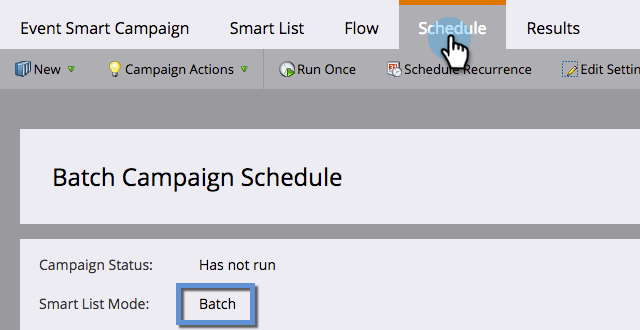 Event Smart Campaign Smart List Flow Schedule Results
New Campaign Actions Run Once Schedule Recurrence Edit Settin
Batch Campaign Schedule
Campaign Status: Has not run
Smart List Mode: Batch